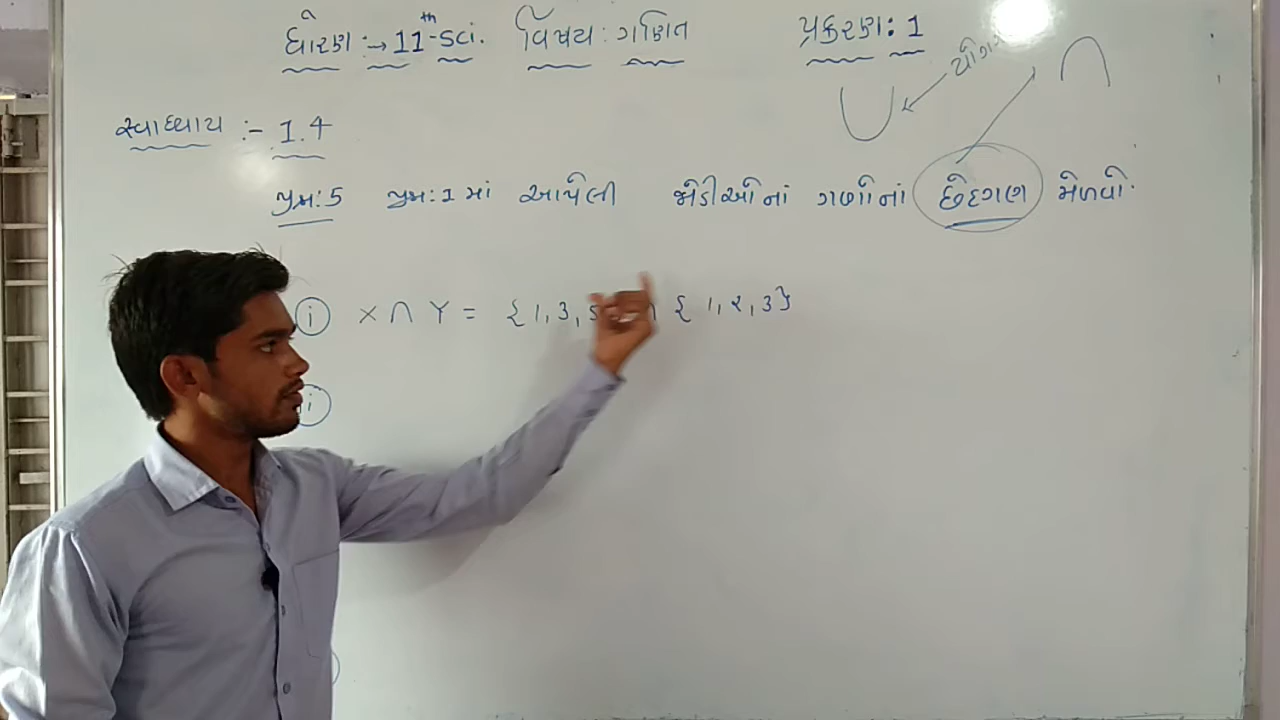 ધોરણ :→ 11th-sci. વિષય : ગણિત પ્રકરણ : 1
સ્વાધ્યાય :- 1.4
પ્રશ્ન: 5 પ્રશ્ન: 1 માં આપેલી જોડીઓનાં ગણોનાં છેદગણ મેળવો.
(i) X ∩ Y = { 1, 3, 5 { 1, 2, 3 }
(ii)